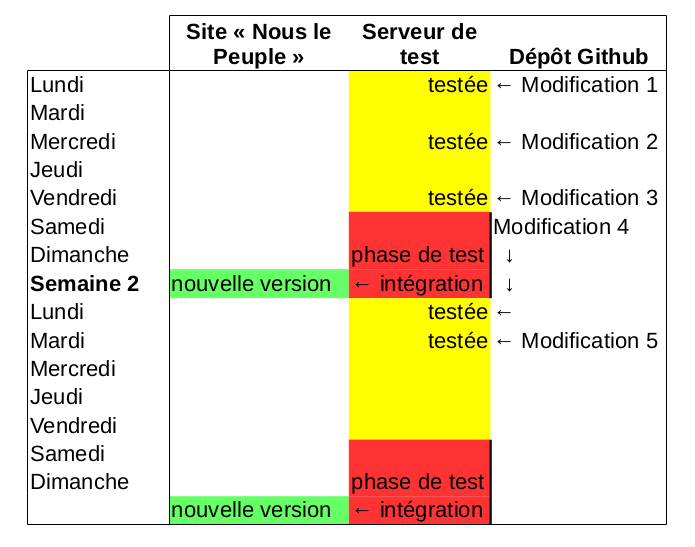 Site « Nous le Peuple » Serveur de test Dépôt Github
Lundi testée ← Modification 1
Mardi
Mercredi testée ← Modification 2
Jeudi
Vendredi testée ← Modification 3
Samedi Modification 4
Dimanche phase de test ↓
Semaine 2 nouvelle version ← intégration ↓
Lundi testée ←
Mardi testée ← Modification 5
Mercredi
Jeudi
Vendredi
Samedi
Dimanche phase de test
nouvelle version ← intégration